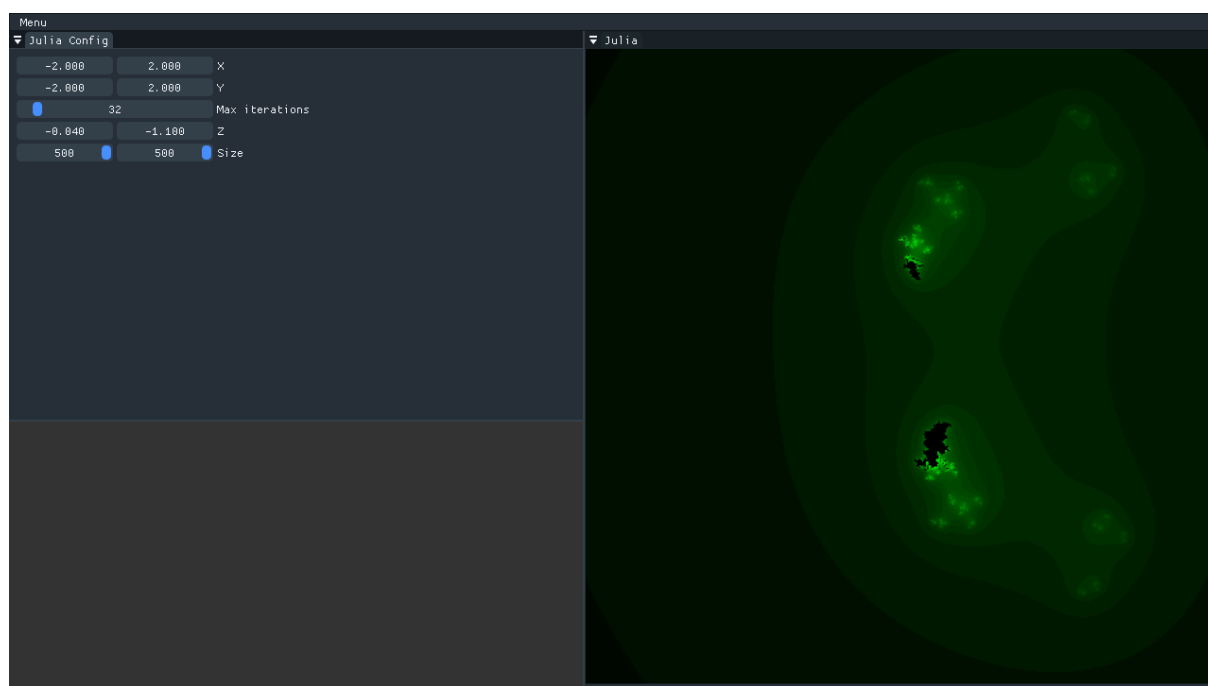 Menu
Julia Config
-2.000 2.000 X
-2.000 2.000 Y
32 Max iterations
-0.040 -1.100 Z
500 500 Size
Julia